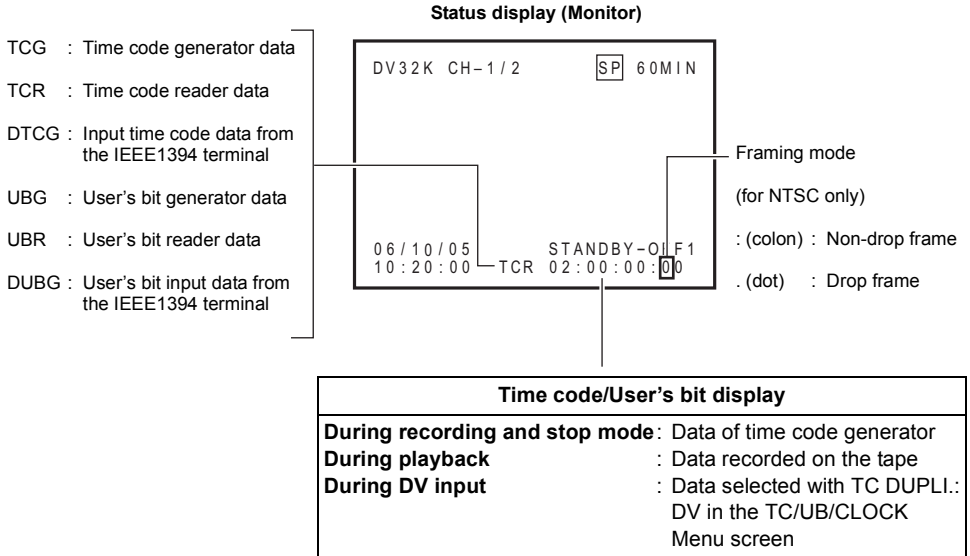 Status display (Monitor)
TCG : Time code generator data
TCR : Time code reader data
DTCG : Input time code data from
the IEEE1394 terminal
UBG : User's bit generator data
UBR : User's bit reader data
DUBG : User's bit input data from
the IEEE1394 terminal
DV32K CH–1/2 SP 60MIN
06/10/05 STANDBY–OFF1
10:20:00 TCR 02:00:00:00
Framing mode
(for NTSC only)
: (colon) : Non-drop frame
. (dot) : Drop frame
Time code/User's bit display
During recording and stop mode : Data of time code generator
During playback : Data recorded on the tape
During DV input : Data selected with TC DUPLI.:
DV in the TC/UB/CLOCK
Menu screen